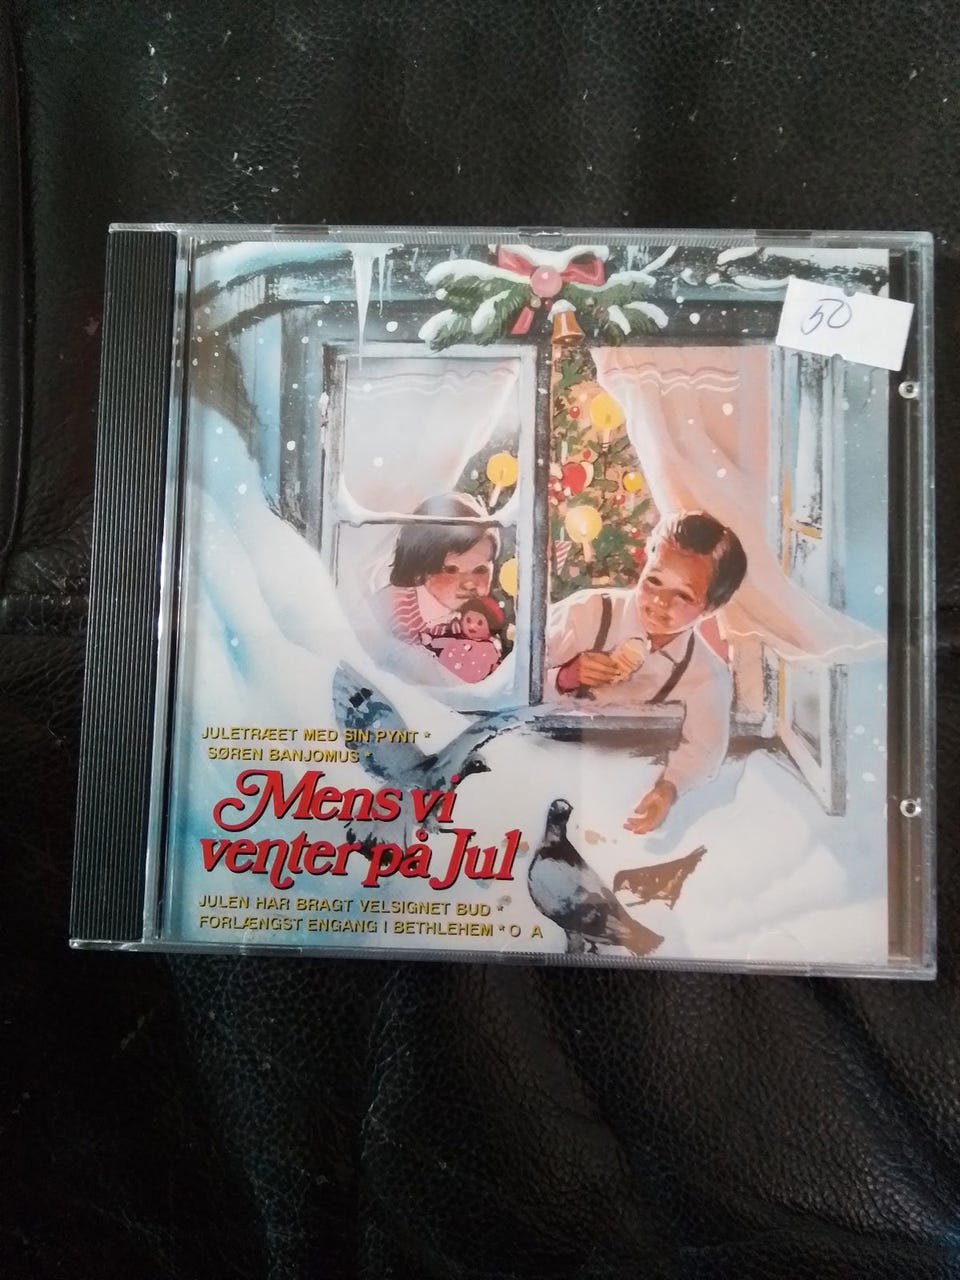 50
JULETRÆET MED SIN PYNT *
SØREN BANJOMUS *
Mens vi
venter på Jul
JULEN HAR BRAGT VELSIGNET BUD *
FORLÆNGST ENGANG I BETHLEHEM * O A